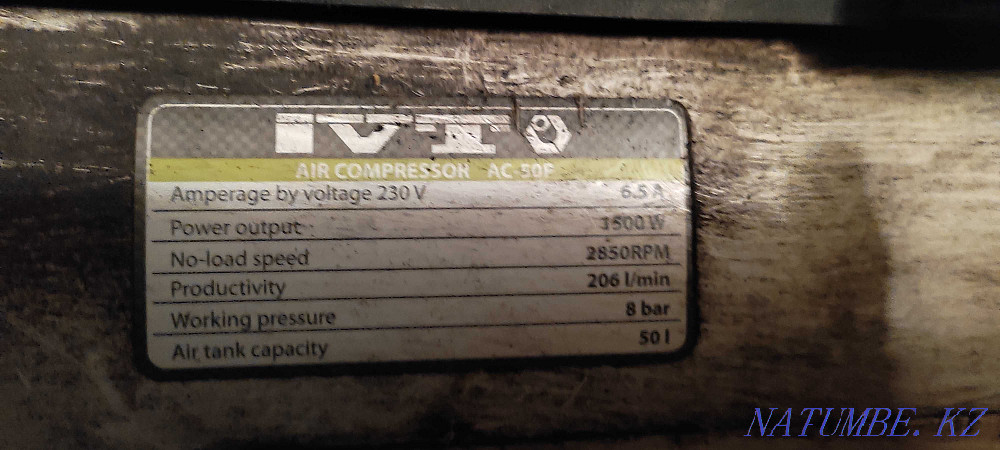 IVT
AIR COMPRESSOR AC-50F
Amperage by voltage 230 V 6.5 A
Power output 1500 W
No-load speed 2850RPM
Productivity 206 l/min
Working pressure 8 bar
Air tank capacity 50 l
NATUMBE. KZ